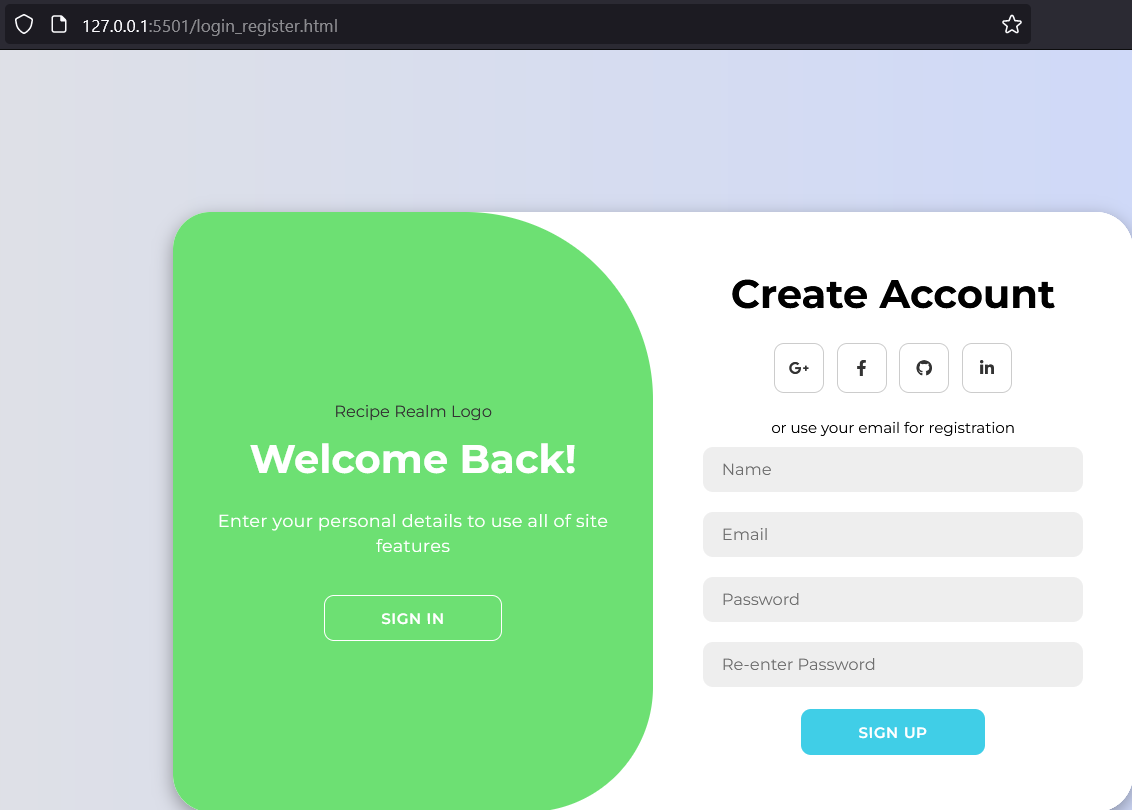 127.0.0.1:5501/login_register.html
Recipe Realm Logo
Welcome Back!
Enter your personal details to use all of site
features
SIGN IN
Create Account
G+ f in
or use your email for registration
Name
Email
Password
Re-enter Password
SIGN UP